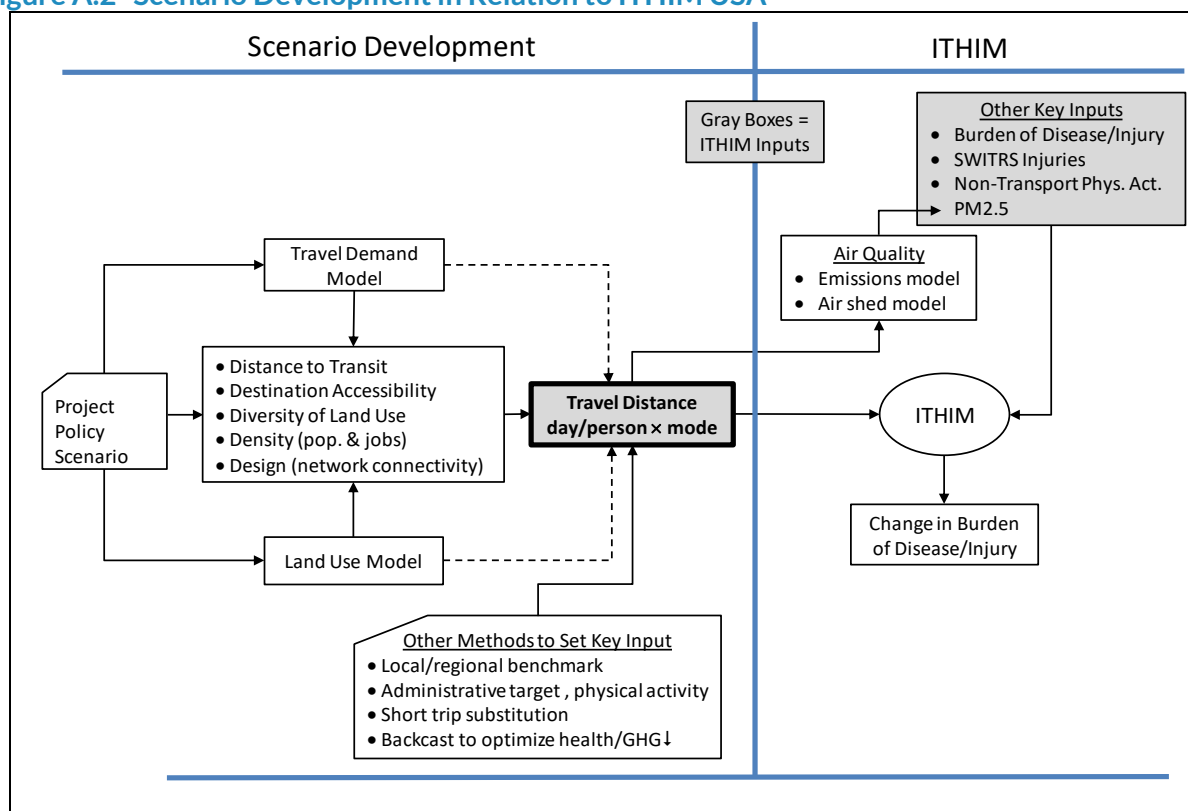 Figure A.2 Scenario Development in Relation to ITHIM USA
Scenario Development
ITHIM
Gray Boxes =
ITHIM Inputs
Other Key Inputs
• Burden of Disease/Injury
• SWITRS Injuries
• Non-Transport Phys. Act.
• PM2.5
Air Quality
• Emissions model
• Air shed model
Travel Demand
Model
Project
Policy
Scenario
• Distance to Transit
• Destination Accessibility
• Diversity of Land Use
• Density (pop. & jobs)
• Design (network connectivity)
Travel Distance
day/person × mode
ITHIM
Land Use Model
Change in Burden
of Disease/Injury
Other Methods to Set Key Input
• Local/regional benchmark
• Administrative target , physical activity
• Short trip substitution
• Backcast to optimize health/GHG↓